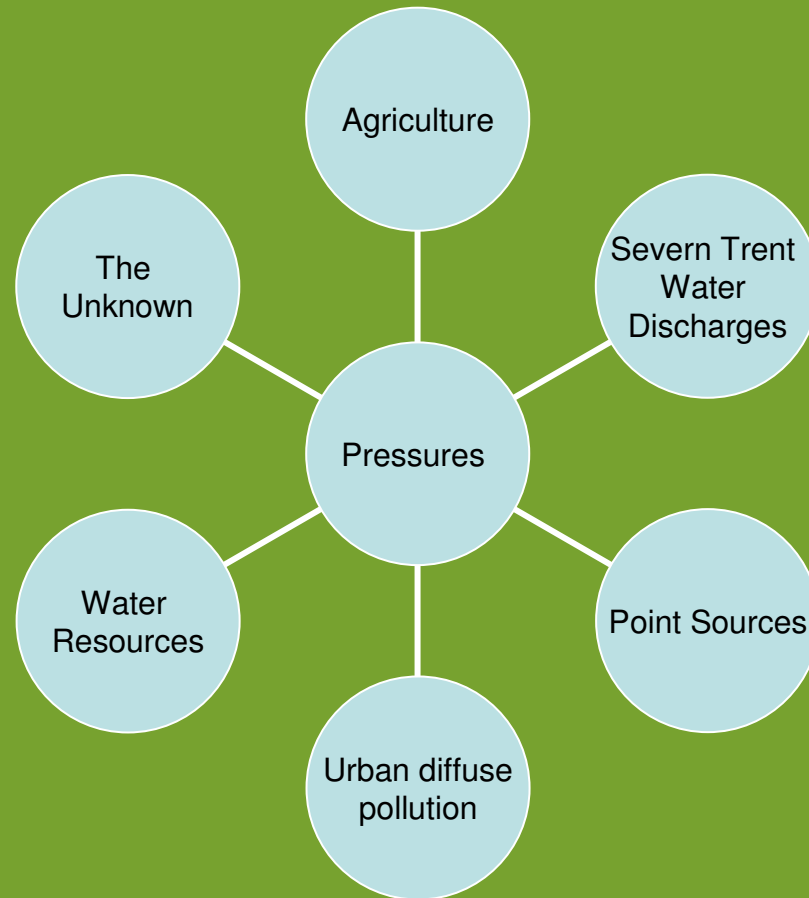 Agriculture
The
Unknown
Severn Trent
Water
Discharges
Pressures
Water
Resources
Point Sources
Urban diffuse
pollution